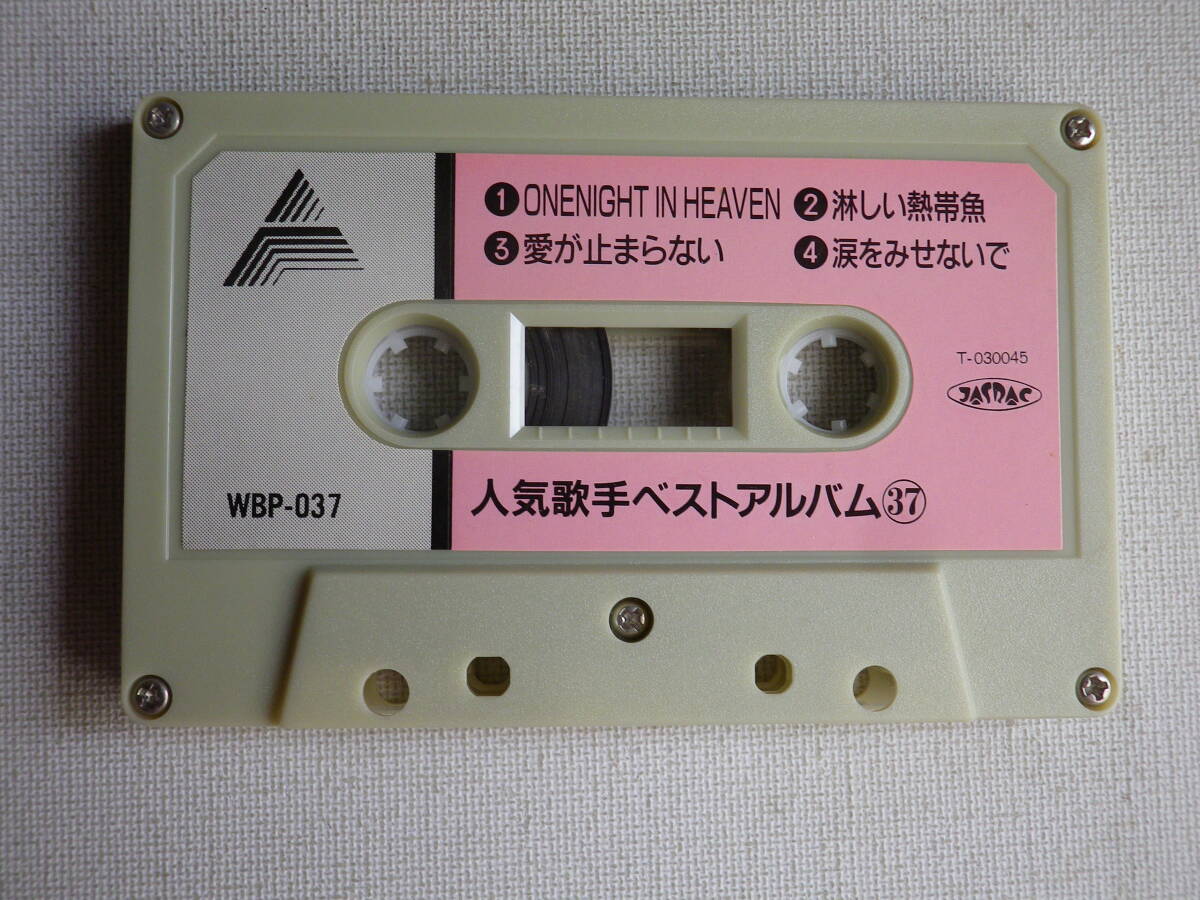 ❶ ONENIGHT IN HEAVEN ❷ 淋しい熱帯魚
❸ 愛が止まらない ❹ 涙をみせないで
T-030045
JASRAC
WBP-037
人気歌手ベストアルバム㊲